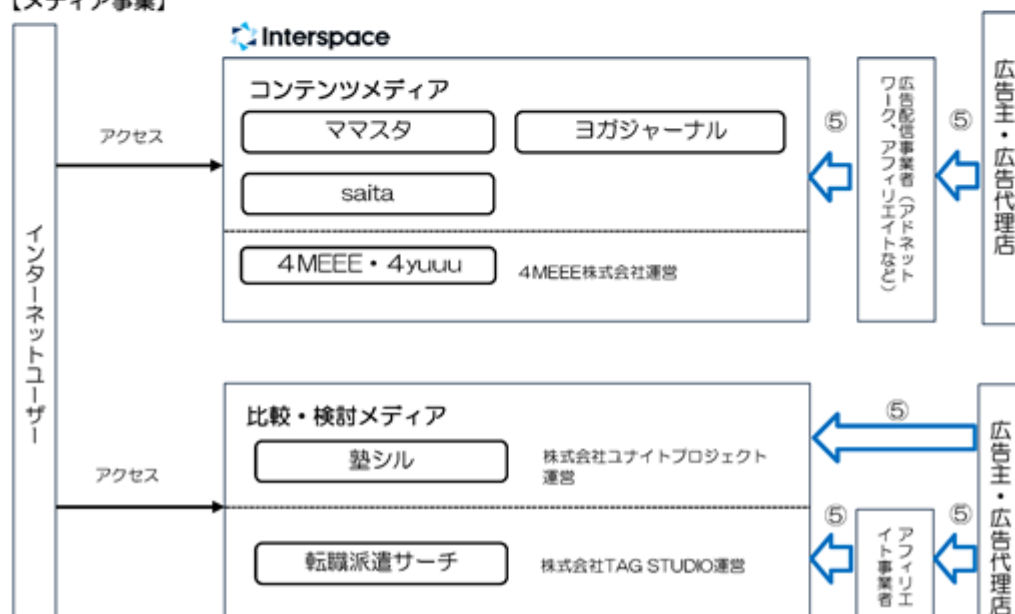 【メディア事業】
Interspace
コンテンツメディア
ママスタ
ヨガジャーナル
saita
4MEEE・4yuuu
4MEEE株式会社運営
アクセス
インターネットユーザー
⑤
広告配信事業者（アドネット
ワーク、アフィリエイトなど）
⑤
広告主・広告代理店
比較・検討メディア
塾シル
株式会社ユナイトプロジェクト
運営
アクセス
転職派遣サーチ
株式会社TAG STUDIO運営
⑤
⑤
アフィリエ
イト事業者
⑤
広告主・広告代理店